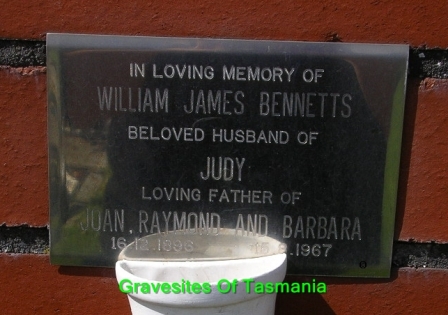 IN LOVING MEMORY OF
WILLIAM JAMES BENNETTS
BELOVED HUSBAND OF
JUDY
LOVING FATHER OF
JOAN, RAYMOND AND BARBARA
1967
Gravesites Of Tasmania